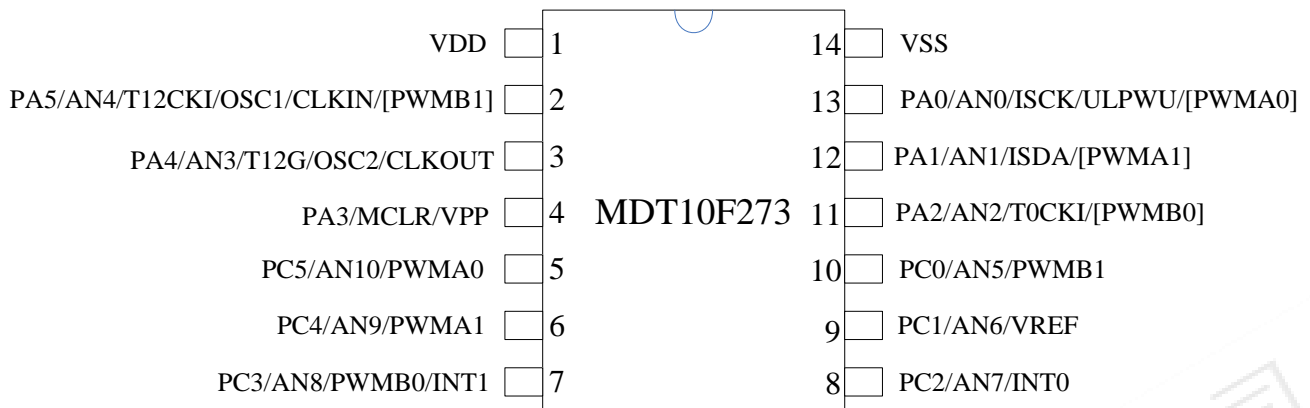 VDD 1 14 VSS
PA5/AN4/T12CKI/OSC1/CLKIN/[PWMB1] 2 13 PA0/AN0/ISCK/ULPWU/[PWMA0]
PA4/AN3/T12G/OSC2/CLKOUT 3 12 PA1/AN1/ISDA/[PWMA1]
PA3/MCLR/VPP 4 MDT10F273 11 PA2/AN2/T0CKI/[PWMB0]
PC5/AN10/PWMA0 5 10 PC0/AN5/PWMB1
PC4/AN9/PWMA1 6 9 PC1/AN6/VREF
PC3/AN8/PWMB0/INT1 7 8 PC2/AN7/INT0